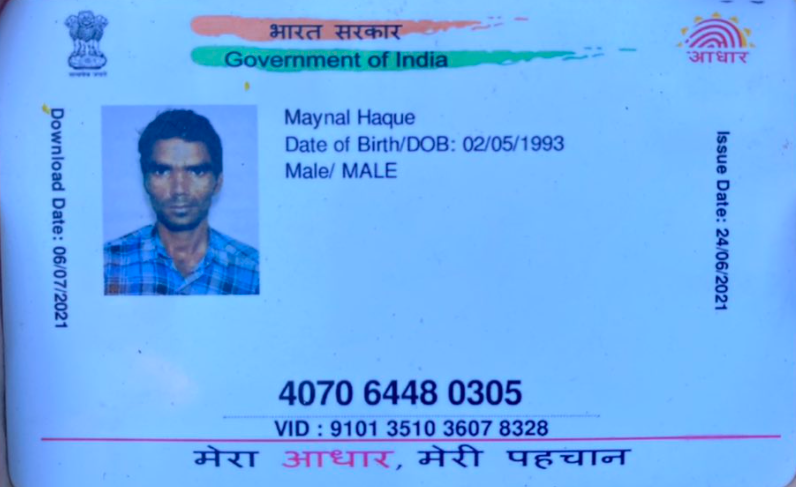 भारत सरकार
Government of India
आधार
Download Date: 06/07/2021
Maynal Haque
Date of Birth/DOB: 02/05/1993
Male/ MALE
Issue Date: 24/06/2021
4070 6448 0305
VID : 9101 3510 3607 8328
मेरा आधार, मेरी पहचान